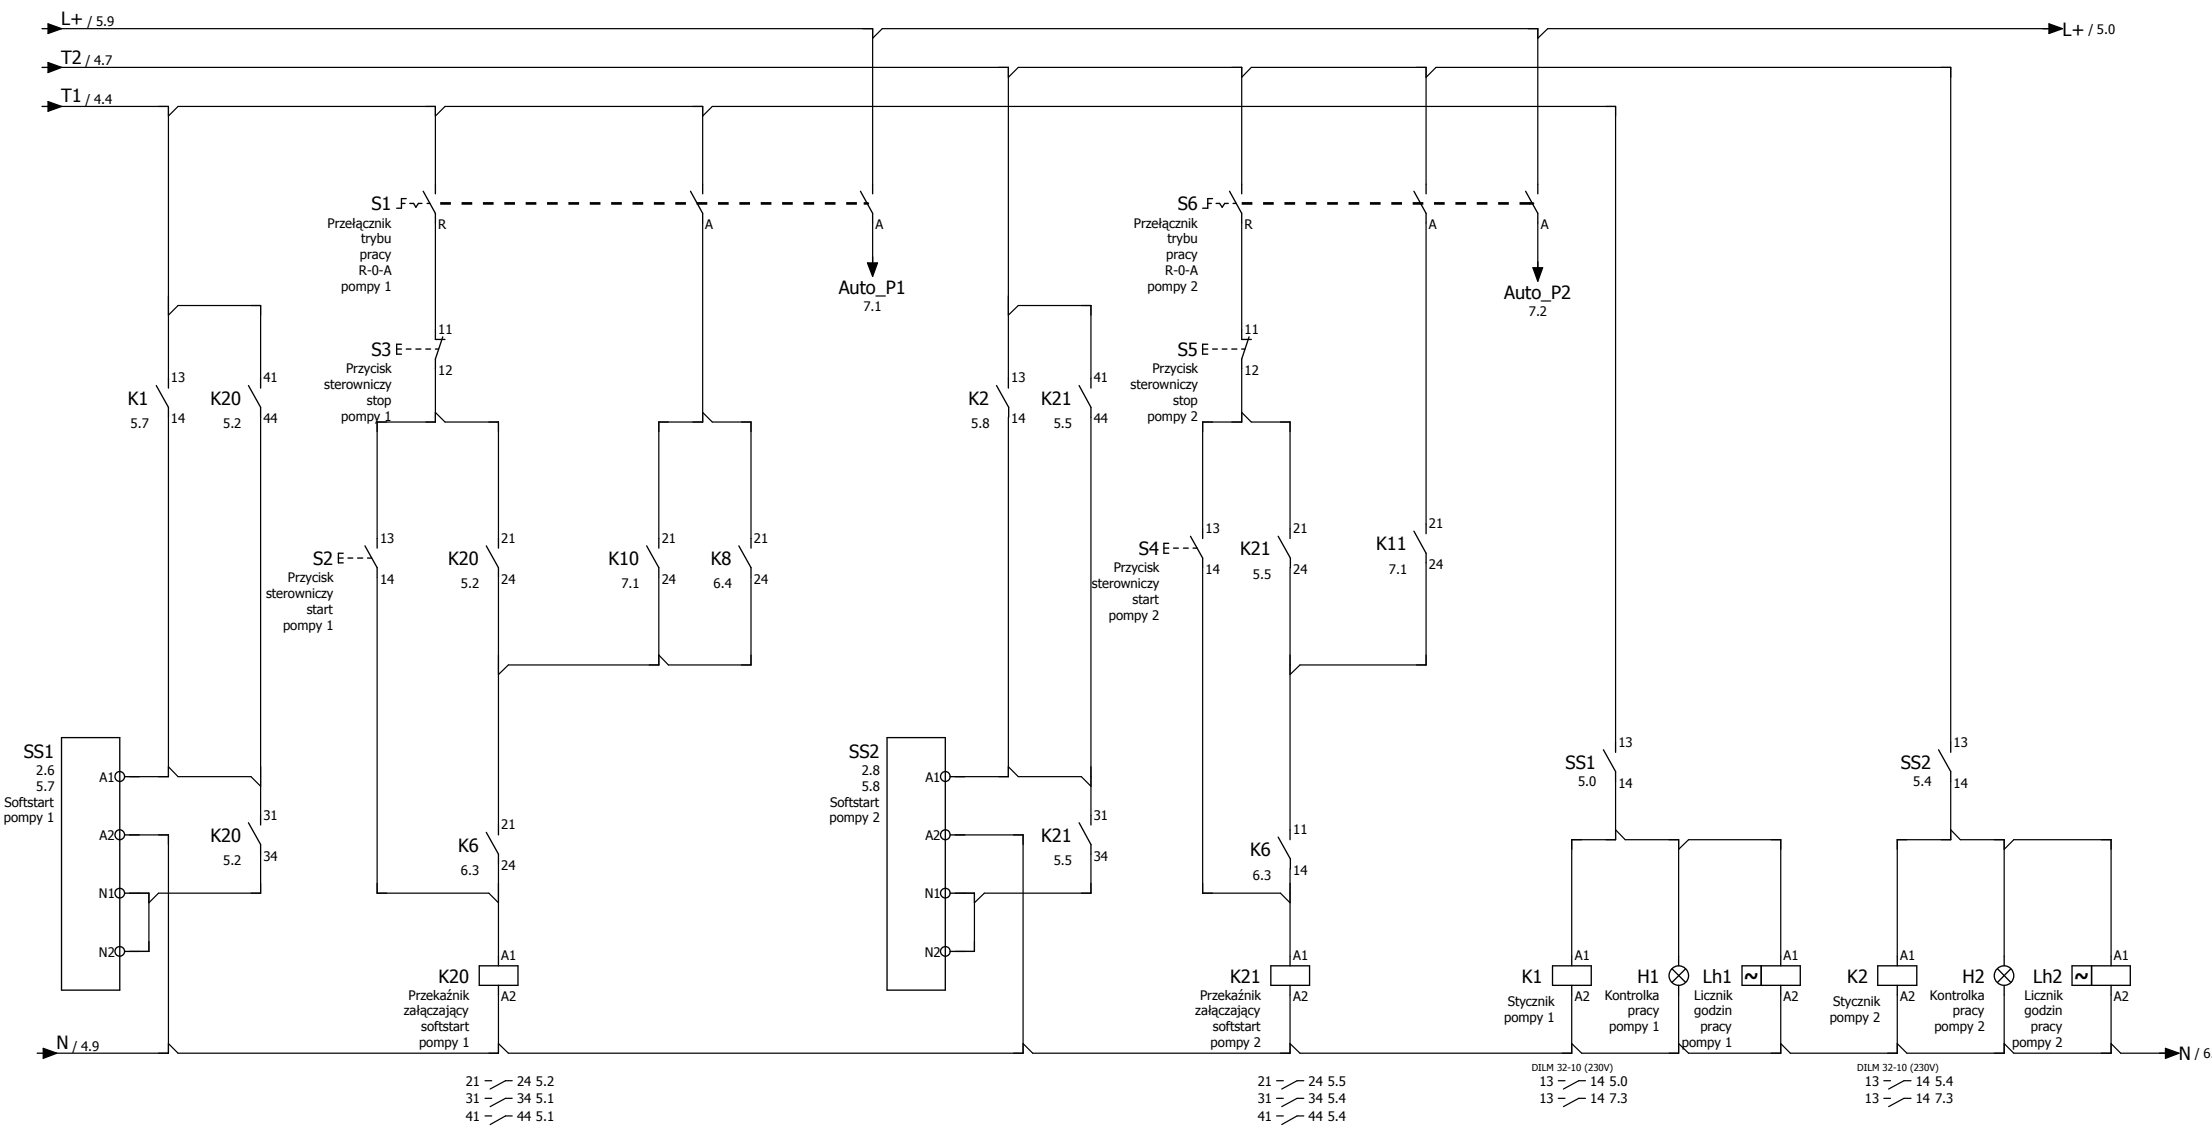 L+ / 5.9
L+ / 5.0
T2 / 4.7
T1 / 4.4
S1
Przełącznik
trybu
pracy
R-0-A
pompy 1
R
A
A
Auto_P1
7.1
S6
Przełącznik
trybu
pracy
R-0-A
pompy 2
R
A
A
Auto_P2
7.2
S3
E
11
12
Przycisk
sterowniczy
stop
pompy 1
S5
E
11
12
Przycisk
sterowniczy
stop
pompy 2
K1
5.7
13
14
K20
5.2
41
44
K2
5.8
13
14
K21
5.5
41
44
S2
E
13
14
Przycisk
sterowniczy
start
pompy 1
K20
5.2
21
24
K10
7.1
21
24
K8
6.4
21
24
S4
E
13
14
Przycisk
sterowniczy
start
pompy 2
K21
5.5
21
24
K11
7.1
21
24
SS1
2.6
5.7
Softstart
pompy 1
A1
A2
N1
N2
K20
5.2
31
34
K6
6.3
21
24
SS2
2.8
5.8
Softstart
pompy 2
A1
A2
N1
N2
K21
5.5
31
34
K6
6.3
11
14
SS1
5.0
13
14
SS2
5.4
13
14
K20
A1
A2
Przekaźnik
załączający
softstart
pompy 1
K21
A1
A2
Przekaźnik
załączający
softstart
pompy 2
K1
A1
A2
Stycznik
pompy 1
H1
Kontrolka
pracy
pompy 1
Lh1
~
A1
A2
Licznik
godzin
pracy
pompy 1
K2
A1
A2
Stycznik
pompy 2
H2
Kontrolka
pracy
pompy 2
Lh2
~
A1
A2
Licznik
godzin
pracy
pompy 2
N / 4.9
N / 6
21 24 5.2
31 34 5.1
41 44 5.1
21 24 5.5
31 34 5.4
41 44 5.4
DILM 32-10 (230V)
13 14 5.0
13 14 7.3
DILM 32-10 (230V)
13 14 5.4
13 14 7.3